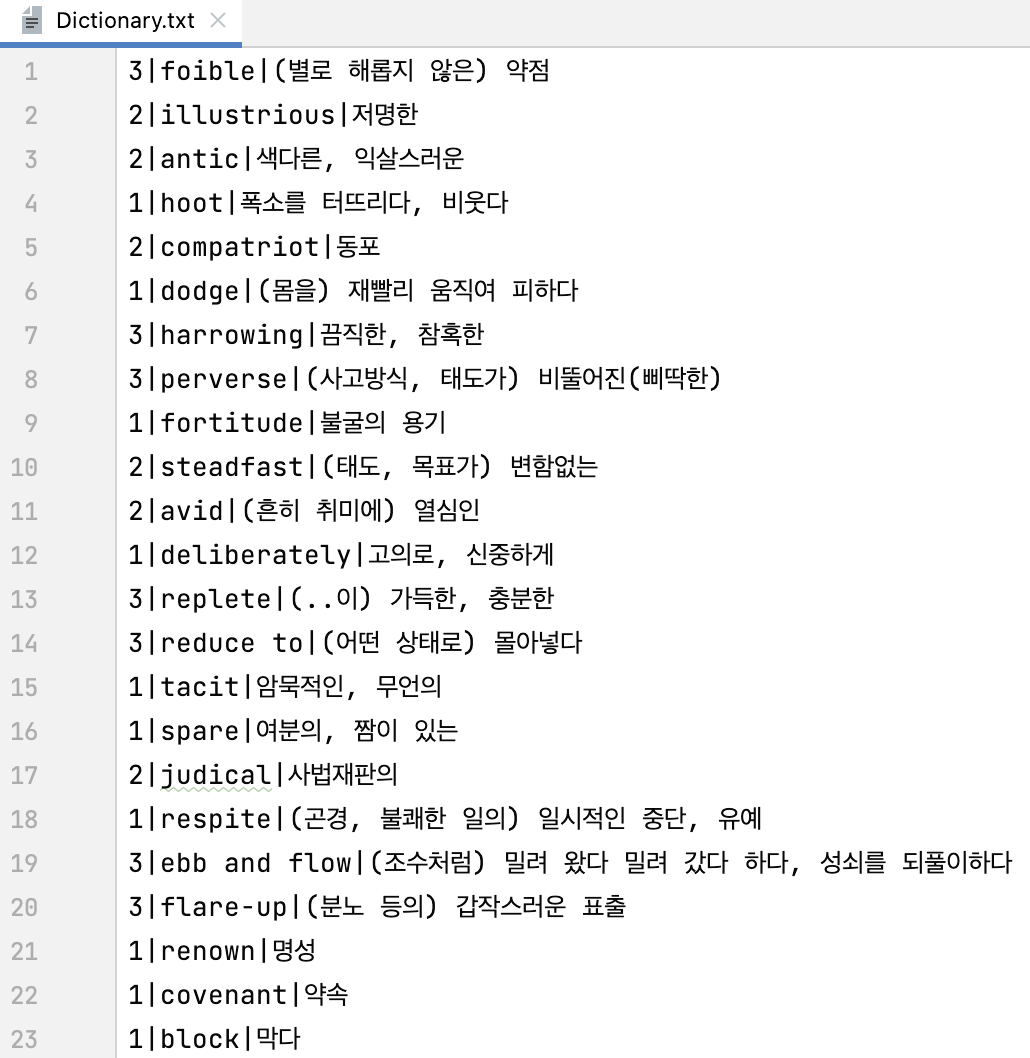 Dictionary.txt
1 3|foible|(별로 해롭지 않은) 약점
2 2|illustrious|저명한
3 2|antic|색다른, 익살스러운
4 1|hoot|폭소를 터뜨리다, 비웃다
5 2|compatriot|동포
6 1|dodge|(몸을) 재빨리 움직여 피하다
7 3|harrowing|끔직한, 참혹한
8 3|perverse|(사고방식, 태도가) 비뚤어진(삐딱한)
9 1|fortitude|불굴의 용기
10 2|steadfast|(태도, 목표가) 변함없는
11 2|avid|(흔히 취미에) 열심인
12 1|deliberately|고의로, 신중하게
13 3|replete|(..이) 가득한, 충분한
14 3|reduce to|(어떤 상태로) 몰아넣다
15 1|tacit|암묵적인, 무언의
16 1|spare|여분의, 짬이 있는
17 2|judical|사법재판의
18 1|respite|(곤경, 불쾌한 일의) 일시적인 중단, 유예
19 3|ebb and flow|(조수처럼) 밀려 왔다 밀려 갔다 하다, 성쇠를 되풀이하다
20 3|flare-up|(분노 등의) 갑작스러운 표출
21 1|renown|명성
22 1|covenant|약속
23 1|block|막다